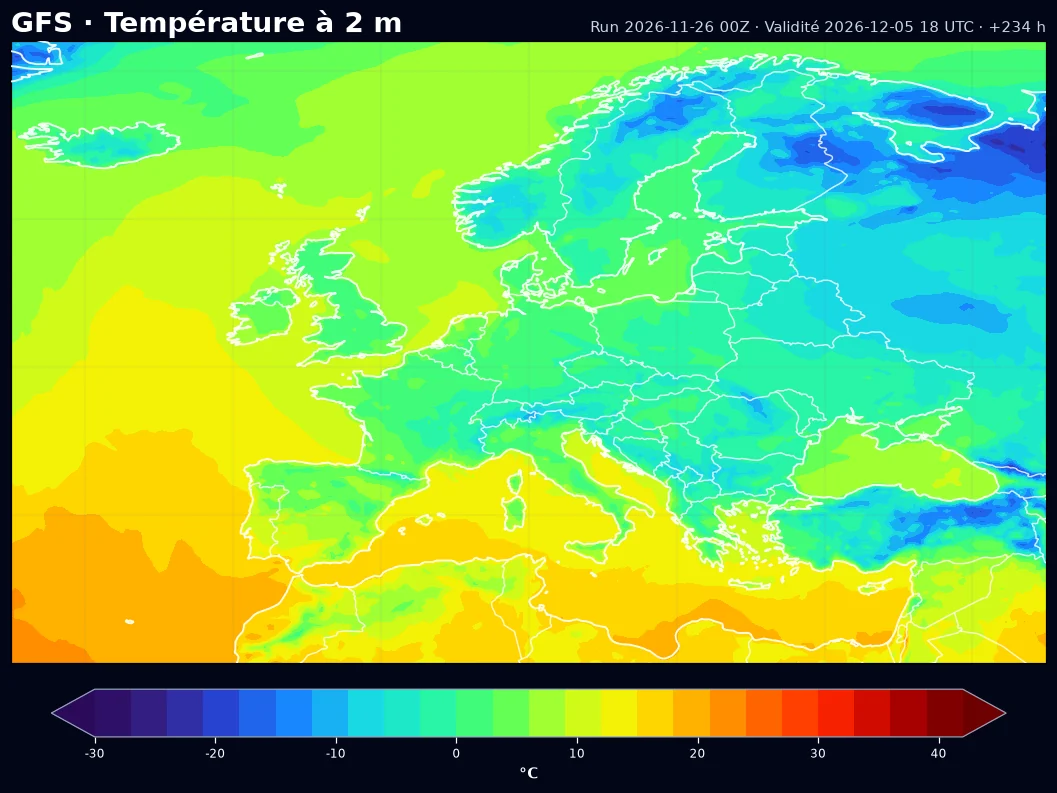 GFS · Température à 2 m
Run 2026-11-26 00Z · Validité 2026-12-05 18 UTC · +234 h
-30 -20 -10 0 10 20 30 40
°C